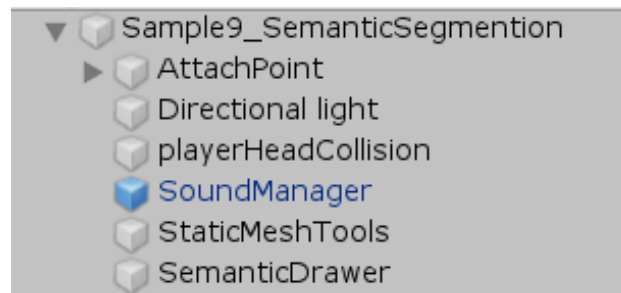 Sample9_SemanticSegmention
AttachPoint
Directional light
playerHeadCollision
SoundManager
StaticMeshTools
SemanticDrawer